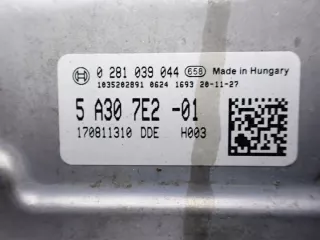 0 281 039 044 658 Made in Hungary
1035202891 0624 1693 20-11-27
5 A30 7E2 -01
170811310 DDE H003